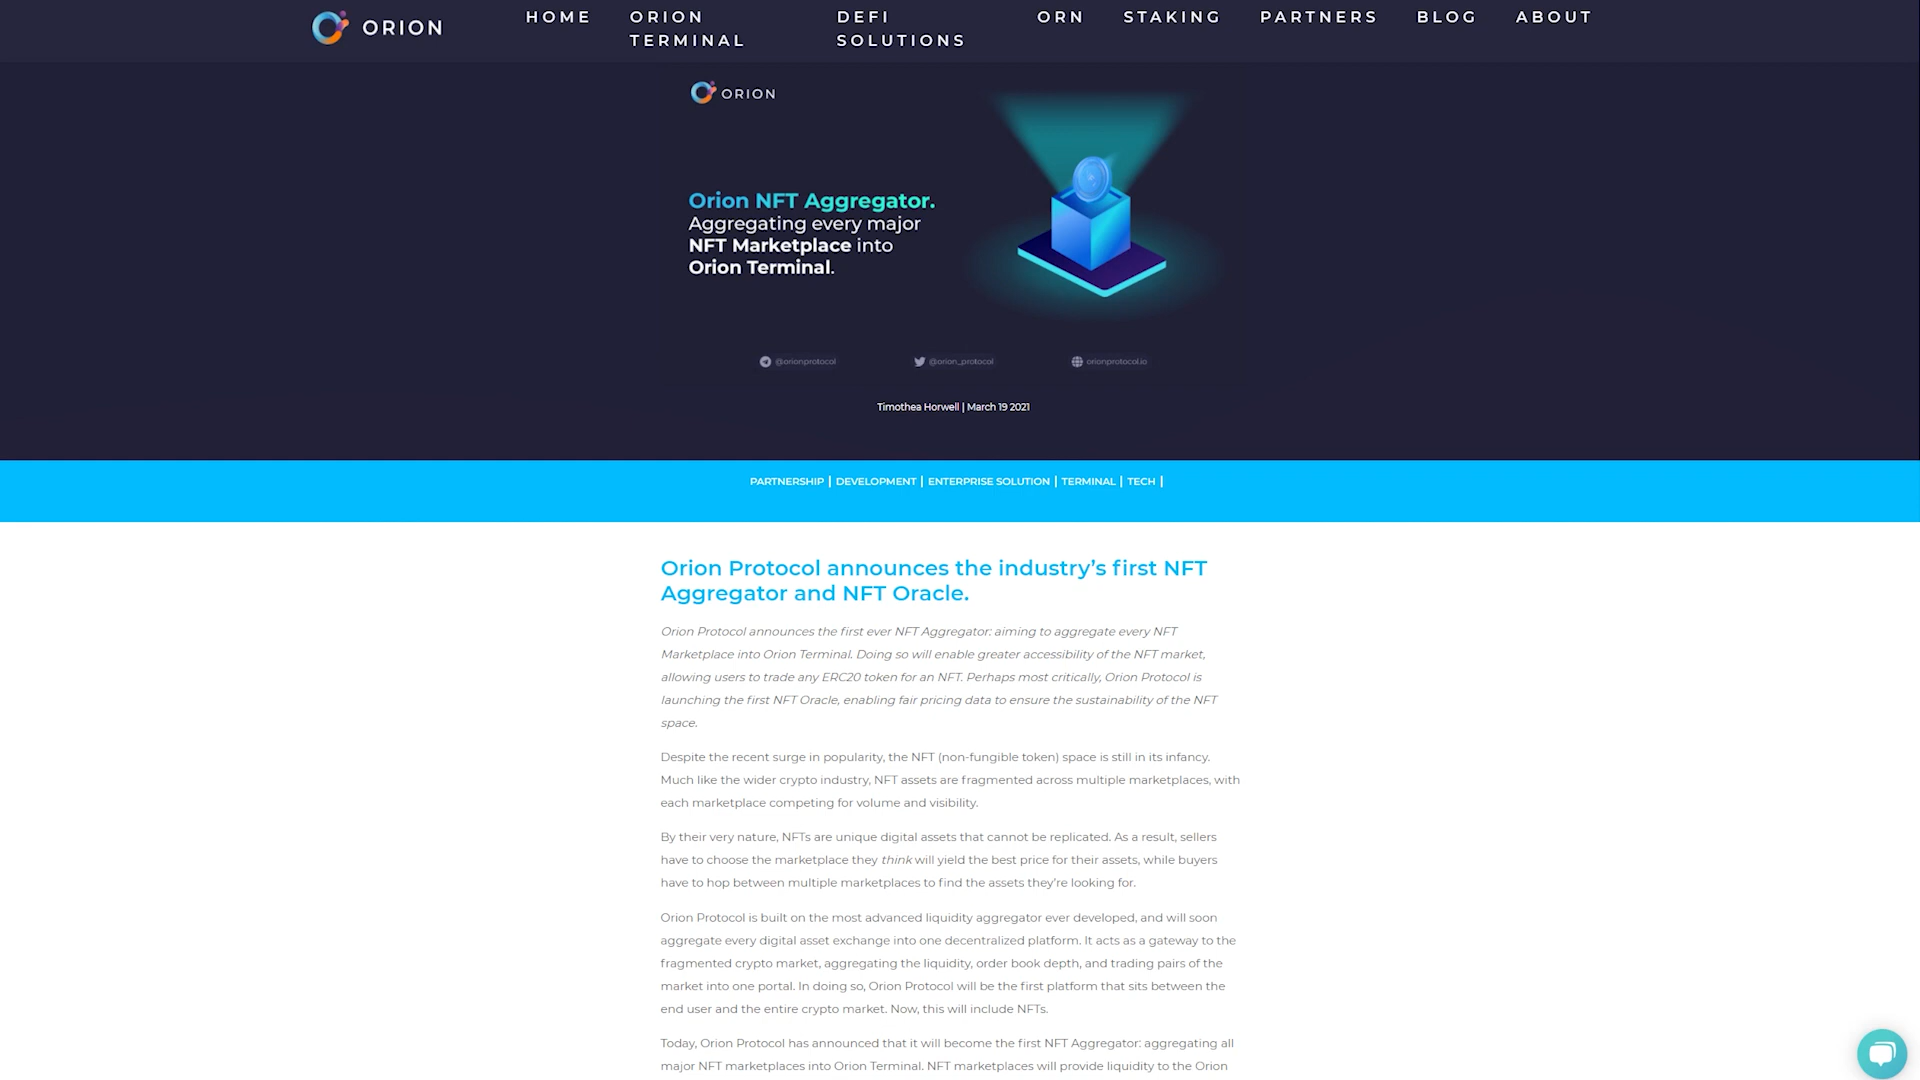 ORION
HOME
ORION
TERMINAL
DEFI
SOLUTIONS
ORN
STAKING
PARTNERS
BLOG
ABOUT
ORION
Orion NFT Aggregator.
Aggregating every major
NFT Marketplace into
Orion Terminal.
@orionprotocol
@orion_protocol
orionprotocol.io
Timothea Horwell | March 19 2021
PARTNERSHIP | DEVELOPMENT | ENTERPRISE SOLUTION | TERMINAL | TECH |
Orion Protocol announces the industry’s first NFT
Aggregator and NFT Oracle.
Orion Protocol announces the first ever NFT Aggregator: aiming to aggregate every NFT
Marketplace into Orion Terminal. Doing so will enable greater accessibility of the NFT market,
allowing users to trade any ERC20 token for an NFT. Perhaps most critically, Orion Protocol is
launching the first NFT Oracle, enabling fair pricing data to ensure the sustainability of the NFT
space.
Despite the recent surge in popularity, the NFT (non-fungible token) space is still in its infancy.
Much like the wider crypto industry, NFT assets are fragmented across multiple marketplaces, with
each marketplace competing for volume and visibility.
By their very nature, NFTs are unique digital assets that cannot be replicated. As a result, sellers
have to choose the marketplace they think will yield the best price for their assets, while buyers
have to hop between multiple marketplaces to find the assets they’re looking for.
Orion Protocol is built on the most advanced liquidity aggregator ever developed, and will soon
aggregate every digital asset exchange into one decentralized platform. It acts as a gateway to the
fragmented crypto market, aggregating the liquidity, order book depth, and trading pairs of the
market into one portal. In doing so, Orion Protocol will be the first platform that sits between the
end user and the entire crypto market. Now, this will include NFTs.
Today, Orion Protocol has announced that it will become the first NFT Aggregator: aggregating all
major NFT marketplaces into Orion Terminal. NFT marketplaces will provide liquidity to the Orion